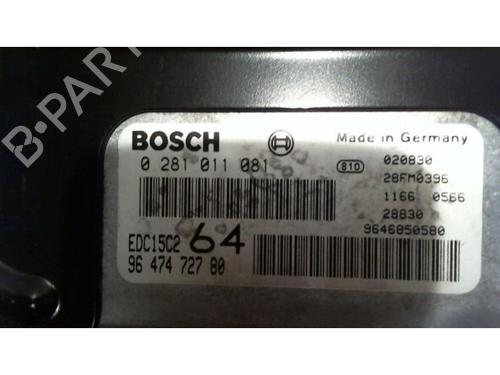 BOSCH
Made in Germany
0 281 011 081
810
020830
28FM0396
1166 0566
28830
9646850580
EDC15C2 64
96 474 727 80
B-PARTS